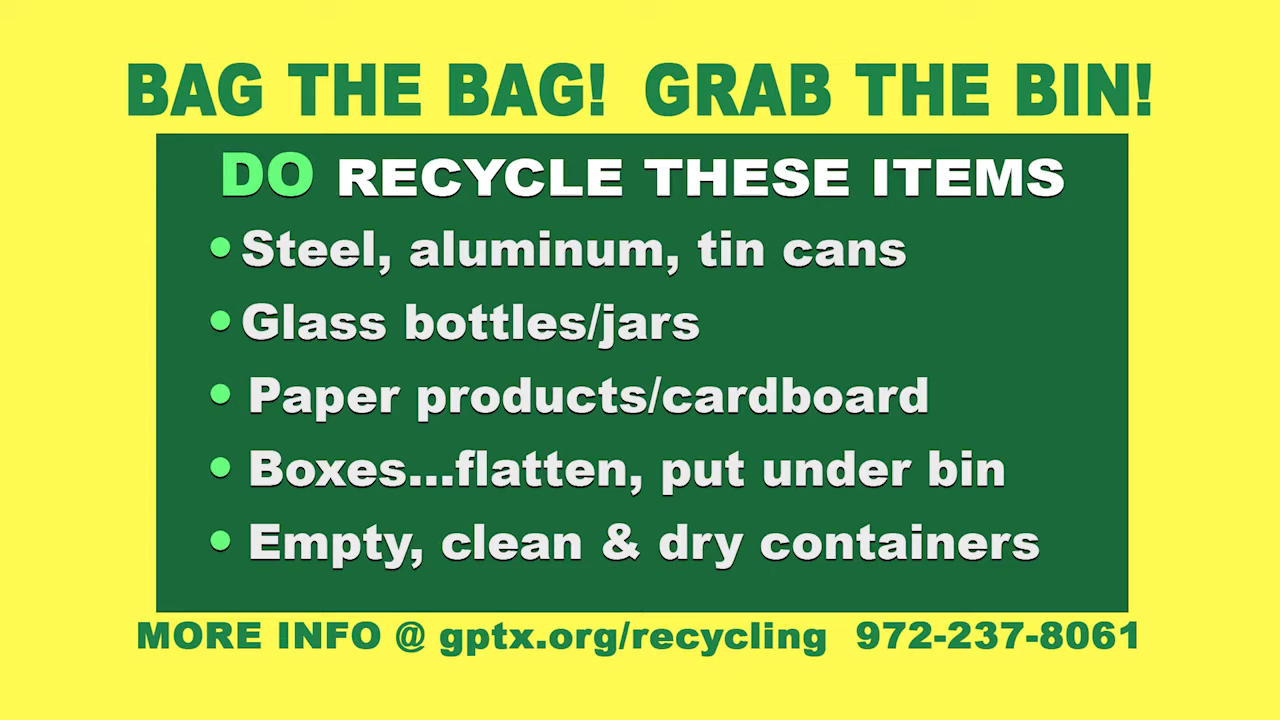 BAG THE BAG! GRAB THE BIN!
DO RECYCLE THESE ITEMS
• Steel, aluminum, tin cans
• Glass bottles/jars
• Paper products/cardboard
• Boxes...flatten, put under bin
• Empty, clean & dry containers
MORE INFO @ gptx.org/recycling 972-237-8061